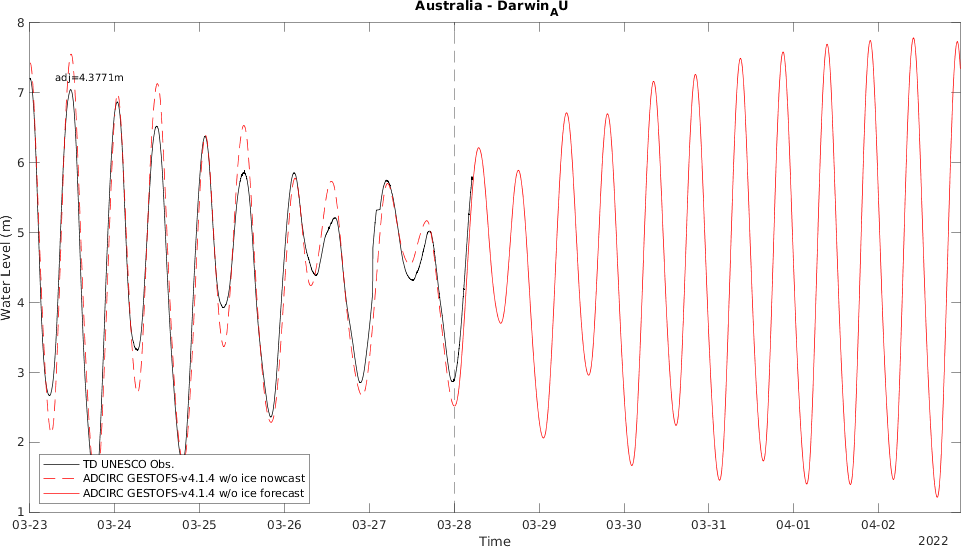 Australia - DarwinAU
8
adj=4.3771m
7
6
5
4
3
2
1
Water Level (m)
TD UNESCO Obs.
ADCIRC GESTOFS-v4.1.4 w/o ice nowcast
ADCIRC GESTOFS-v4.1.4 w/o ice forecast
03-23 03-24 03-25 03-26 03-27 03-28 03-29 03-30 03-31 04-01 04-02
Time
2022